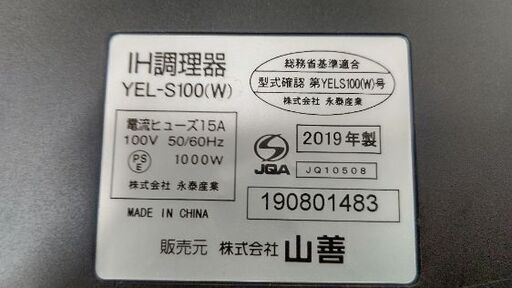 IH調理器
YEL-S100(W)
電流ヒューズ15A
100V 50/60Hz
PS
E
1000W
株式会社 永泰産業
MADE IN CHINA
総務省基準適合
型式確認 第YELS100(W)号
株式会社 永泰産業
JQA
2019年製
JQ10508
190801483
販売元 株式会社 山善